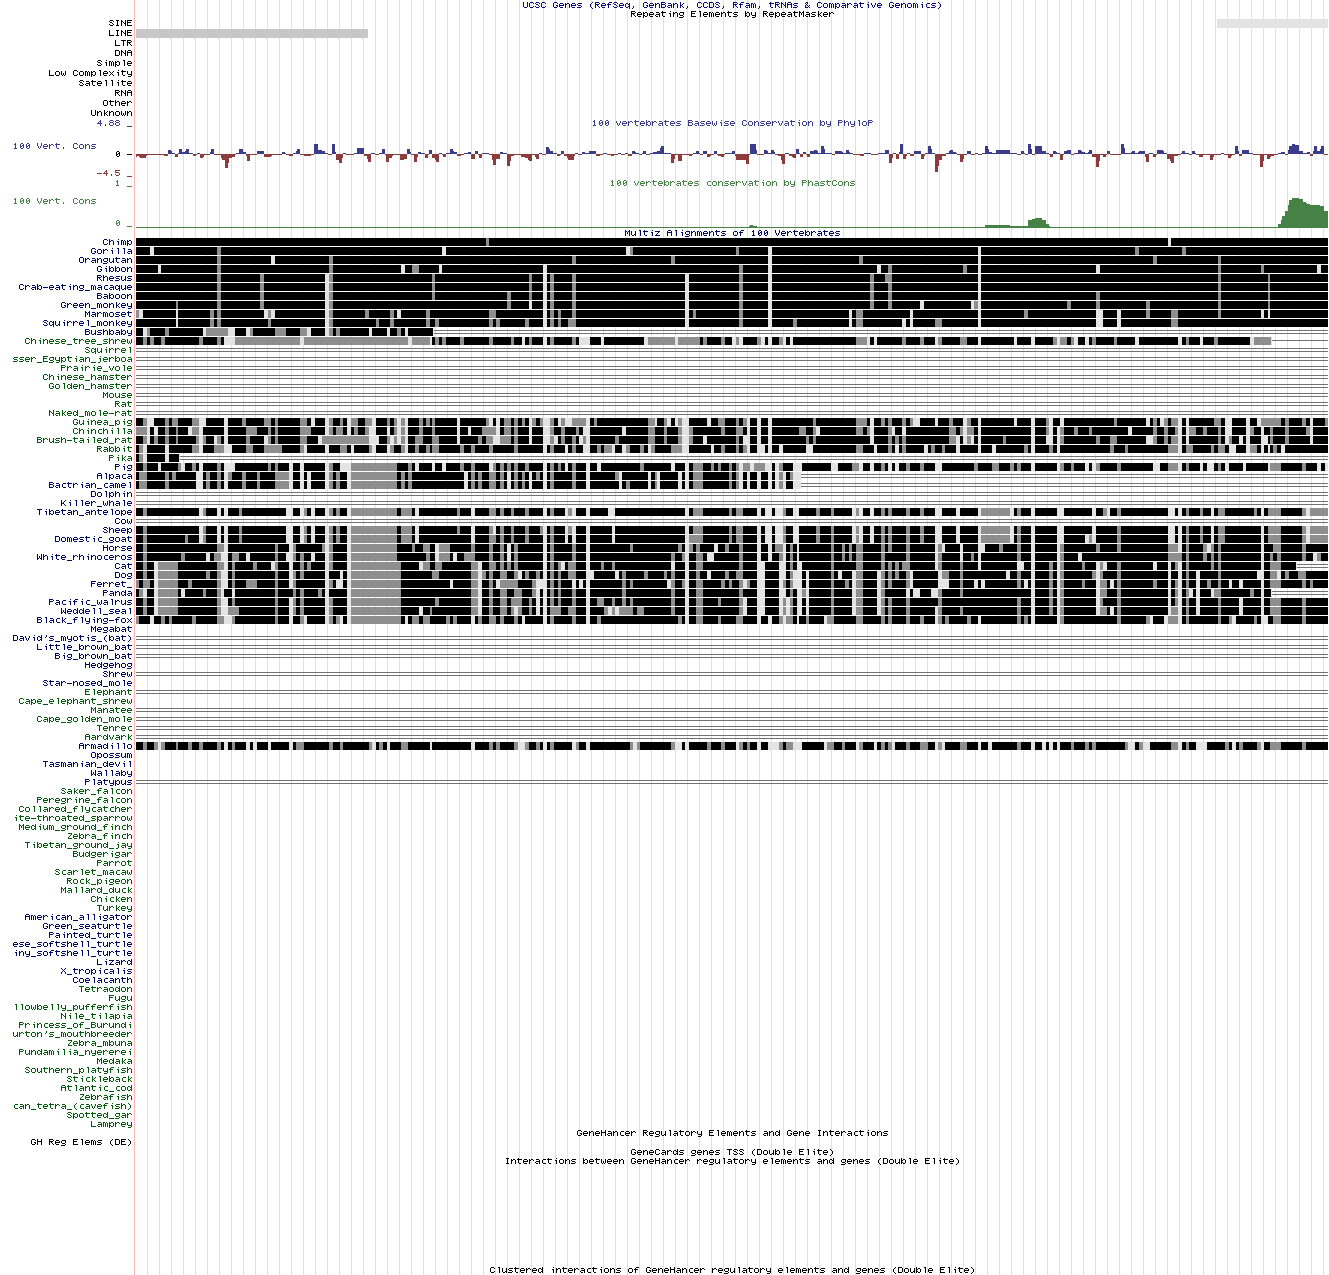 UCSC Genes (RefSeq, GenBank, CCDS, Rfam, tRNAs & Comparative Genomics)
Repeating Elements by RepeatMasker
SINE
LINE
LTR
DNA
Simple
Low Complexity
Satellite
RNA
Other
Unknown
4.88 _
100 vertebrates Basewise Conservation by PhyloP
100 Vert. Cons
0 -
-4.5 _
1 _
100 vertebrates conservation by PhastCons
100 Vert. Cons
0 _
Multiz Alignments of 100 Vertebrates
Chimp
Gorilla
Orangutan
Gibbon
Rhesus
Crab-eating_macaque
Baboon
Green_monkey
Marmoset
Squirrel_monkey
Bushbaby
Chinese_tree_shrew
Squirrel
sser_Egyptian_jerboa
Prairie_vole
Chinese_hamster
Golden_hamster
Mouse
Rat
Naked_mole-rat
Guinea_pig
Chinchilla
Brush-tailed_rat
Rabbit
Pika
Pig
Alpaca
Bactrian_camel
Dolphin
Killer_whale
Tibetan_antelope
Cow
Sheep
Domestic_goat
Horse
White_rhinoceros
Cat
Dog
Ferret_
Panda
Pacific_walrus
Weddell_seal
Black_flying-fox
Megabat
David's_myotis_(bat)
Little_brown_bat
Big_brown_bat
Hedgehog
Shrew
Star-nosed_mole
Elephant
Cape_elephant_shrew
Manatee
Cape_golden_mole
Tenrec
Aardvark
Armadillo
Opossum
Tasmanian_devil
Wallaby
Platypus
Saker_falcon
Peregrine_falcon
Collared_flycatcher
ite-throated_sparrow
Medium_ground_finch
Zebra_finch
Tibetan_ground_jay
Budgerigar
Parrot
Scarlet_macaw
Rock_pigeon
Mallard_duck
Chicken
Turkey
American_alligator
Green_seaturtle
Painted_turtle
ese_softshell_turtle
iny_softshell_turtle
Lizard
X_tropicalis
Coelacanth
Tetraodon
Fugu
llowbelly_pufferfish
Nile_tilapia
Princess_of_Burundi
urton's_mouthbreeder
Zebra_mbuna
Pundamilia_nyererei
Medaka
Southern_platyfish
Stickleback
Atlantic_cod
Zebrafish
can_tetra_(cavefish)
Spotted_gar
Lamprey
GeneHancer Regulatory Elements and Gene Interactions
GH Reg Elems (DE)
GeneCards genes TSS (Double Elite)
Interactions between GeneHancer regulatory elements and genes (Double Elite)
Clustered interactions of GeneHancer regulatory elements and genes (Double Elite)